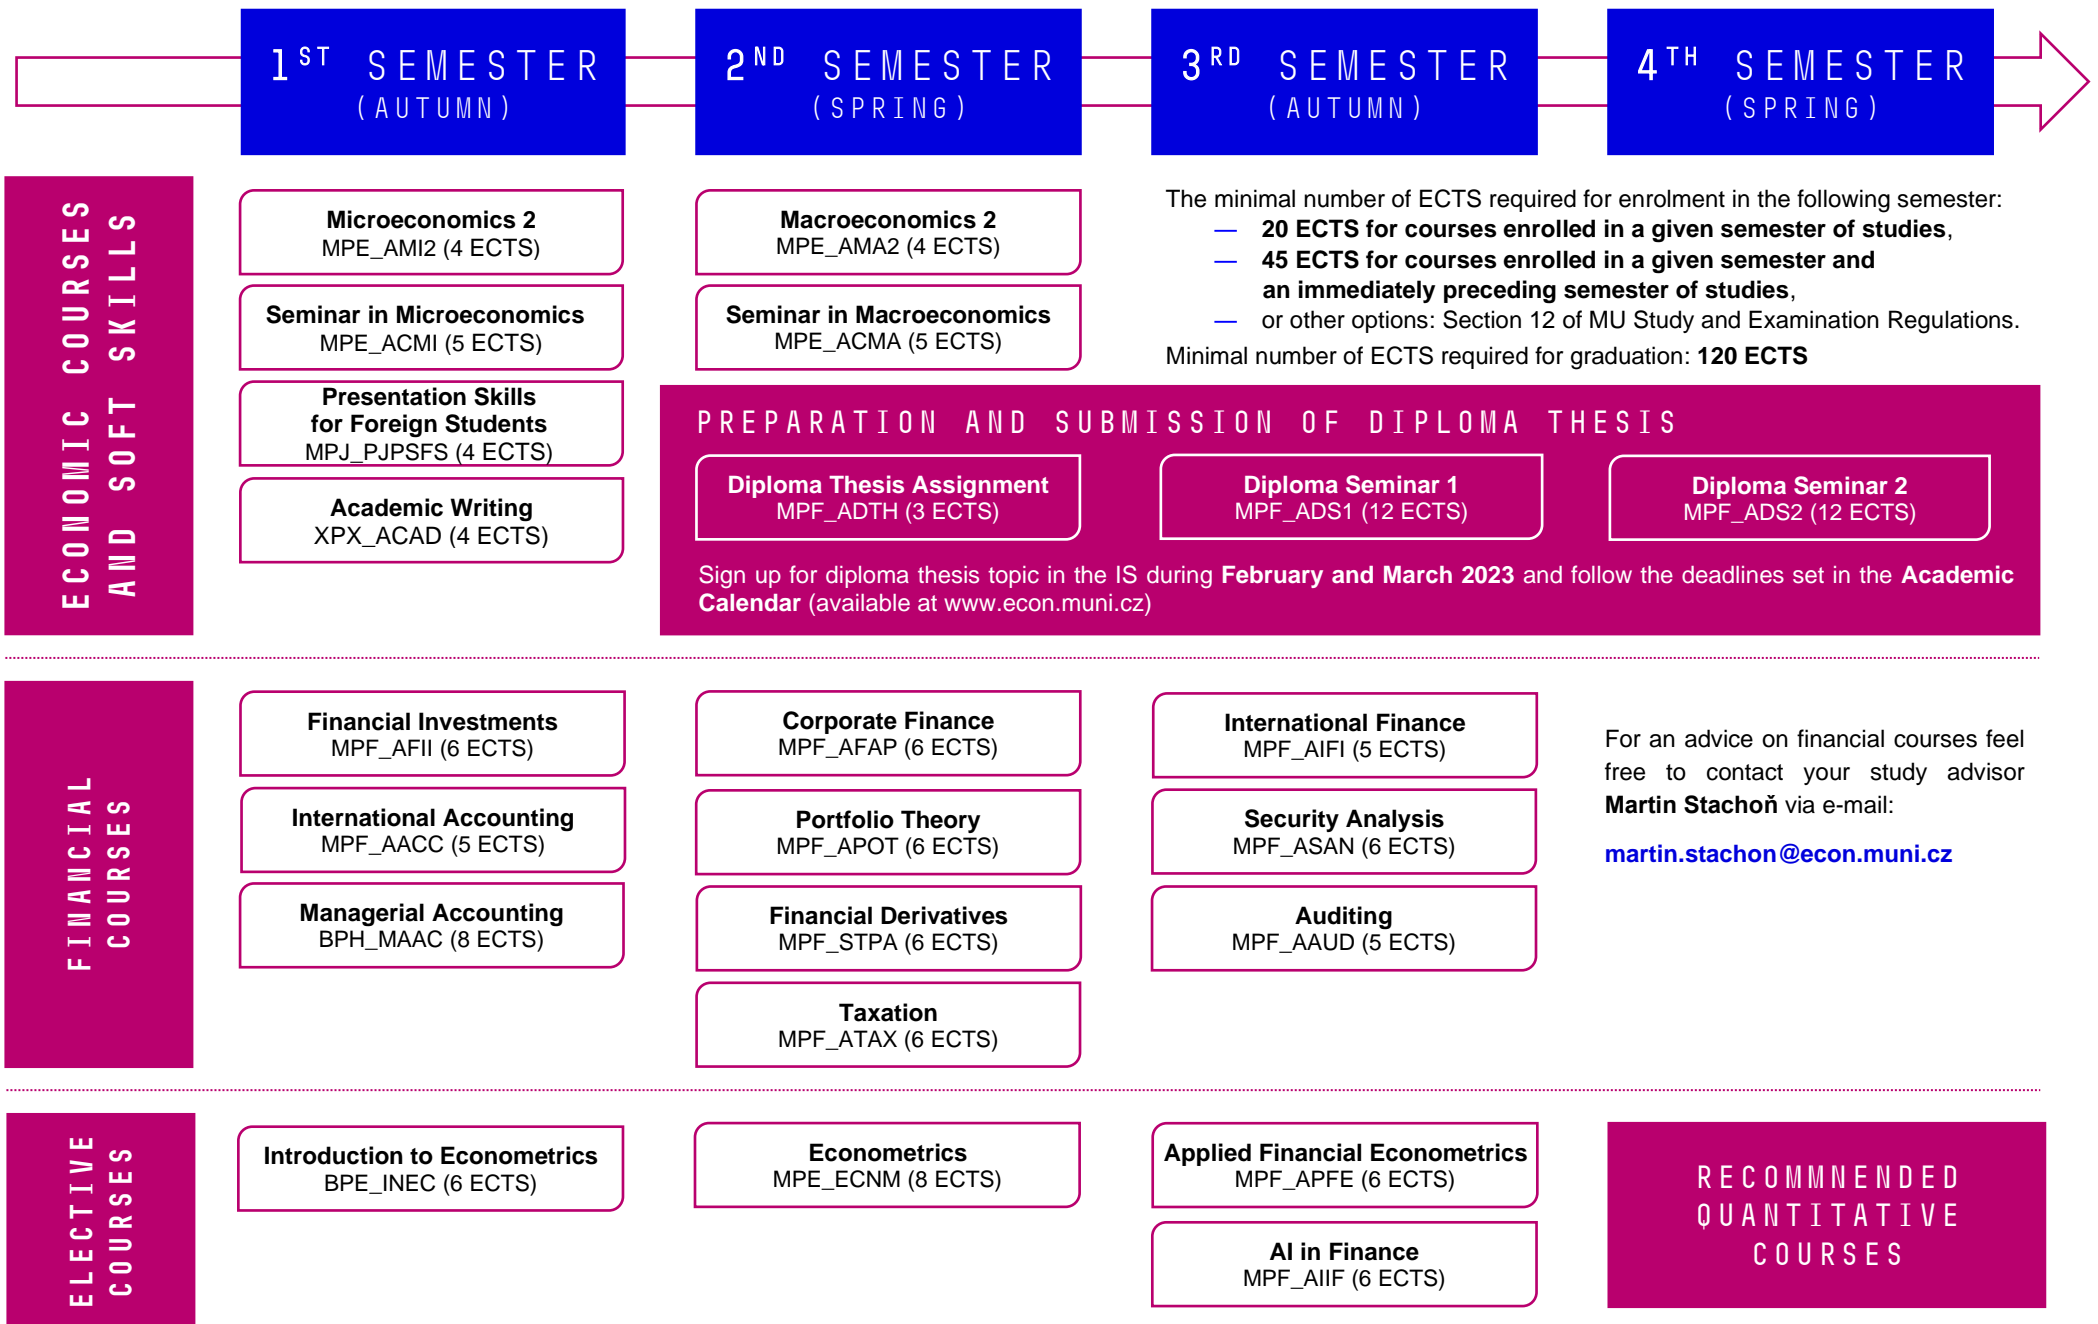 1ST SEMESTER
(AUTUMN)
2ND SEMESTER
(SPRING)
3RD SEMESTER
(AUTUMN)
4TH SEMESTER
(SPRING)
ECONOMIC COURSES
AND SOFT SKILLS
Microeconomics 2
MPE_AMI2 (4 ECTS)
Seminar in Microeconomics
MPE_ACMI (5 ECTS)
Presentation Skills
for Foreign Students
MPJ_PJPSFS (4 ECTS)
Academic Writing
XPX_ACAD (4 ECTS)
Macroeconomics 2
MPE_AMA2 (4 ECTS)
Seminar in Macroeconomics
MPE_ACMA (5 ECTS)
The minimal number of ECTS required for enrolment in the following semester:
— 20 ECTS for courses enrolled in a given semester of studies,
— 45 ECTS for courses enrolled in a given semester and
an immediately preceding semester of studies,
— or other options: Section 12 of MU Study and Examination Regulations.
Minimal number of ECTS required for graduation: 120 ECTS
PREPARATION AND SUBMISSION OF DIPLOMA THESIS
Diploma Thesis Assignment
MPF_ADTH (3 ECTS)
Diploma Seminar 1
MPF_ADS1 (12 ECTS)
Diploma Seminar 2
MPF_ADS2 (12 ECTS)
Sign up for diploma thesis topic in the IS during February and March 2023 and follow the deadlines set in the Academic
Calendar (available at www.econ.muni.cz)
FINANCIAL
COURSES
Financial Investments
MPF_AFII (6 ECTS)
International Accounting
MPF_AACC (5 ECTS)
Managerial Accounting
BPH_MAAC (8 ECTS)
Corporate Finance
MPF_AFAP (6 ECTS)
Portfolio Theory
MPF_APOT (6 ECTS)
Financial Derivatives
MPF_STPA (6 ECTS)
Taxation
MPF_ATAX (6 ECTS)
International Finance
MPF_AIFI (5 ECTS)
Security Analysis
MPF_ASAN (6 ECTS)
Auditing
MPF_AAUD (5 ECTS)
For an advice on financial courses feel
free to contact your study advisor
Martin Stachoň via e-mail:
martin.stachon@econ.muni.cz
ELECTIVE
COURSES
Introduction to Econometrics
BPE_INEC (6 ECTS)
Econometrics
MPE_ECNM (8 ECTS)
Applied Financial Econometrics
MPF_APFE (6 ECTS)
AI in Finance
MPF_AIIF (6 ECTS)
RECOMMNENDED
QUANTITATIVE
COURSES